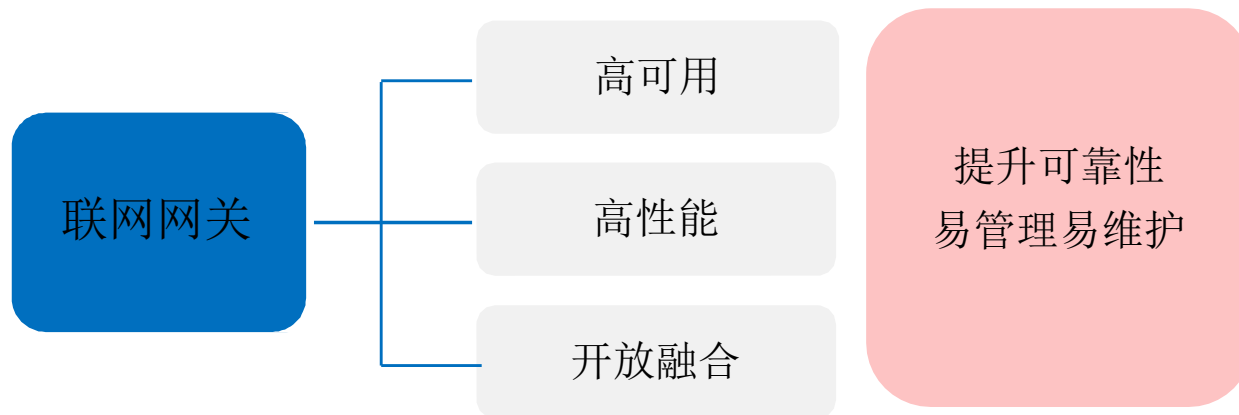 联网网关
高可用
高性能
开放融合
提升可靠性
易管理易维护